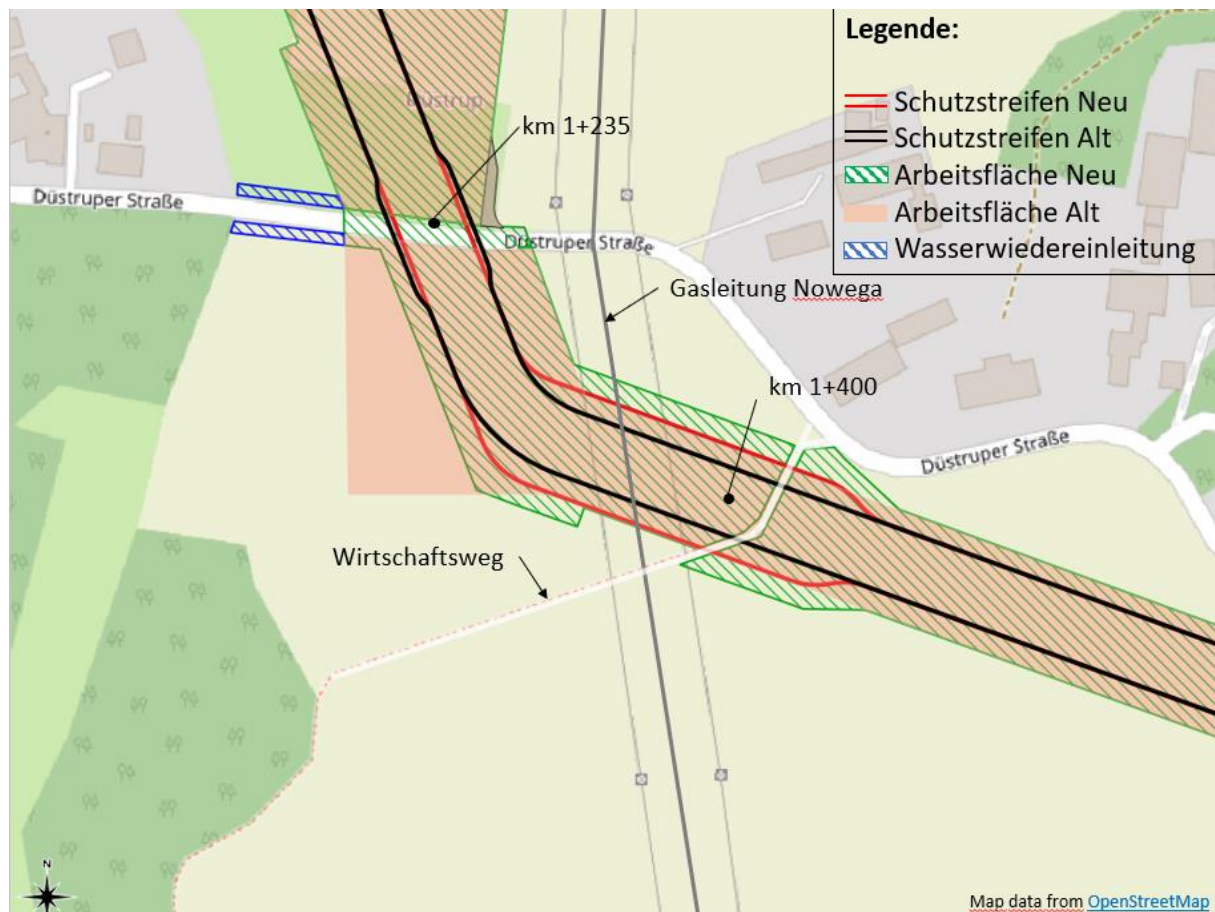 Legende:
Schutzstreifen Neu
Schutzstreifen Alt
Arbeitsfläche Neu
Arbeitsfläche Alt
Wasserwiedereinleitung
Düstrup
km 1+235
Düstruper Straße
Düstruper Straße
Gasleitung Nowega
km 1+400
Düstruper Straße
Wirtschaftsweg
N
Map data from OpenStreetMap